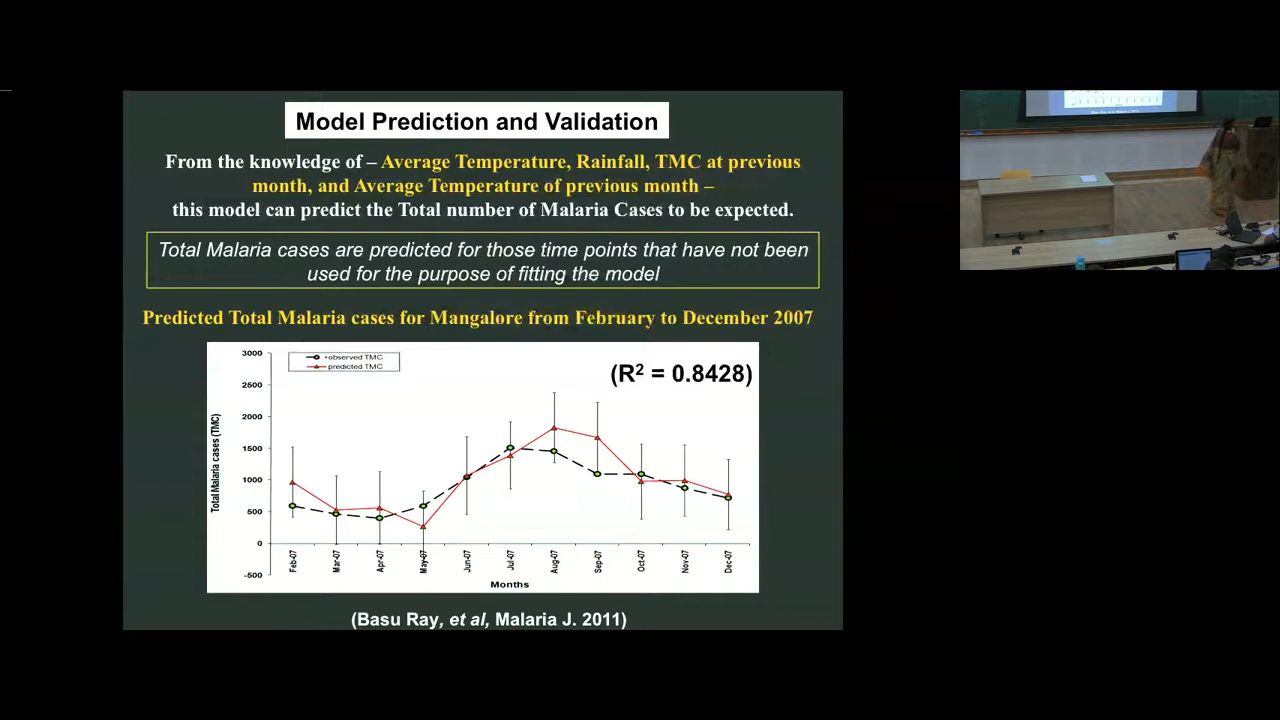 Model Prediction and Validation
From the knowledge of – Average Temperature, Rainfall, TMC at previous
month, and Average Temperature of previous month –
this model can predict the Total number of Malaria Cases to be expected.
Total Malaria cases are predicted for those time points that have not been
used for the purpose of fitting the model
Predicted Total Malaria cases for Mangalore from February to December 2007
observed TMC
predicted TMC
(R² = 0.8428)
Total Malaria cases (TMC)
3000
2500
2000
1500
1000
500
0
-500
Feb-07
Mar-07
Apr-07
May-07
Jun-07
Jul-07
Aug-07
Sep-07
Oct-07
Nov-07
Dec-07
Months
(Basu Ray, et al, Malaria J. 2011)